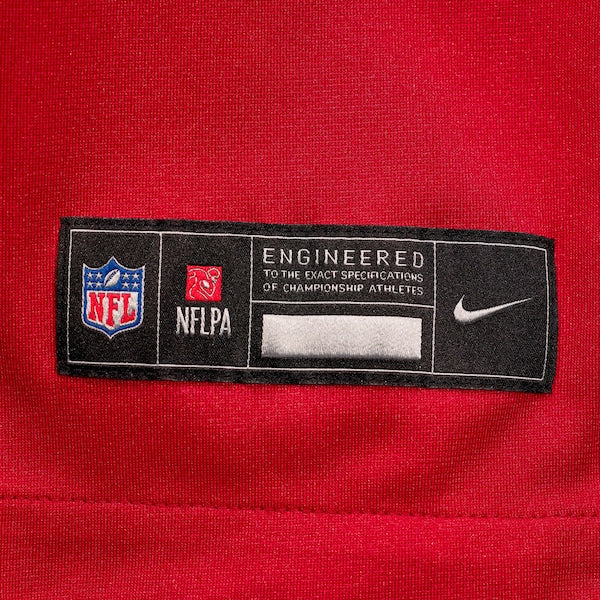 NFL
NFLPA
ENGINEERED
TO THE EXACT SPECIFICATIONS
OF CHAMPIONSHIP ATHLETES